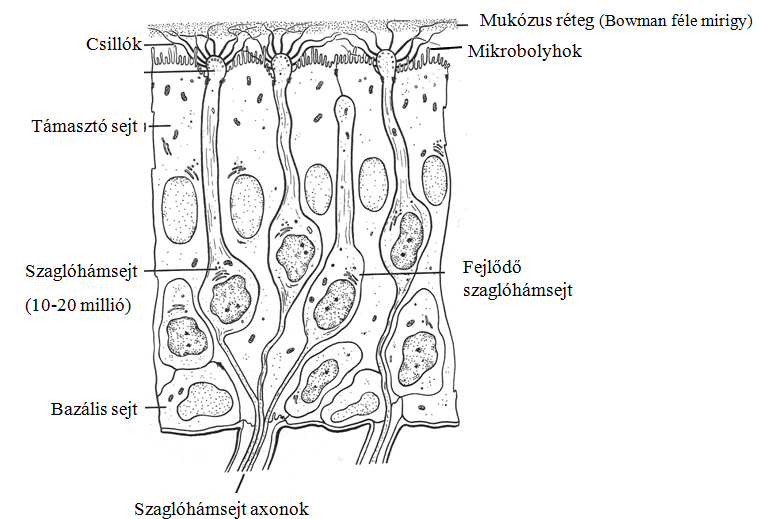 Mukózus réteg (Bowman féle mirigy)
Csillók
Mikrobolyhok
Támasztó sejt
Szaglóhámsejt
(10-20 millió)
Fejlődő
szaglóhámsejt
Bazális sejt
Szaglóhámsejt axonok